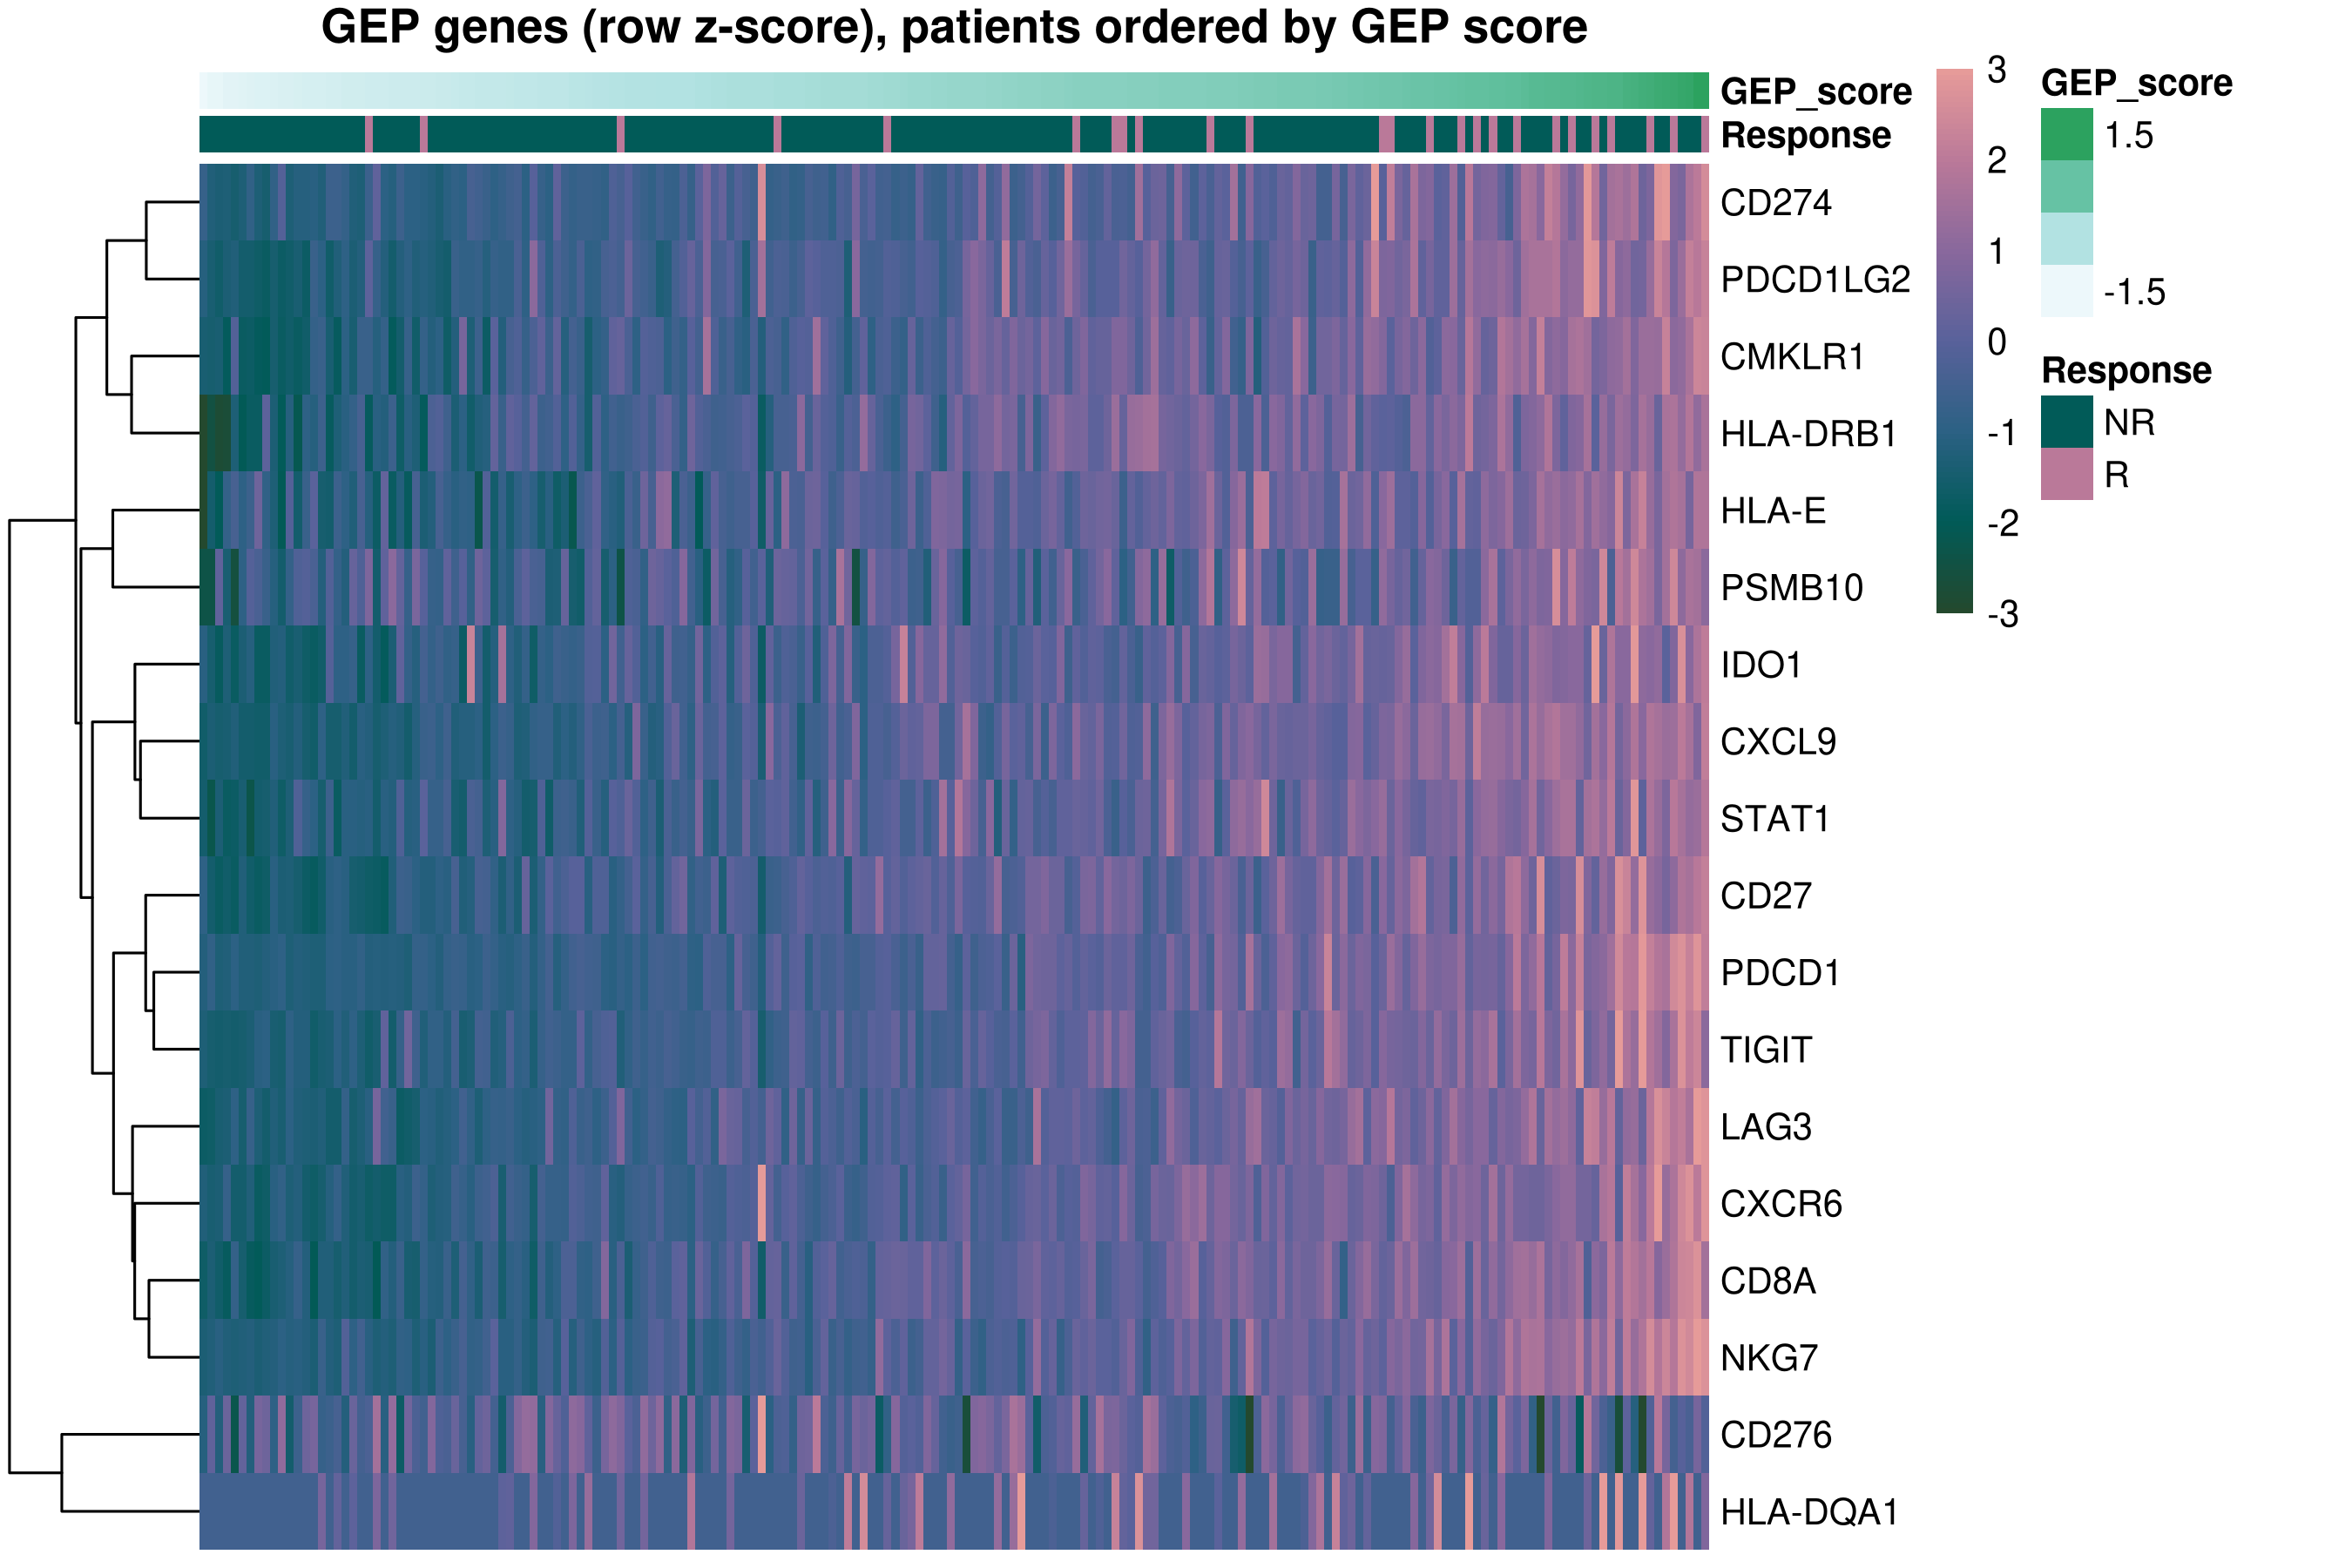 GEP genes (row z-score), patients ordered by GEP score
GEP_score
Response
CD274
PDCD1LG2
CMKLR1
HLA-DRB1
HLA-E
PSMB10
IDO1
CXCL9
STAT1
CD27
PDCD1
TIGIT
LAG3
CXCR6
CD8A
NKG7
CD276
HLA-DQA1
3
2
1
0
-1
-2
-3
GEP_score
1.5
-1.5
Response
NR
R